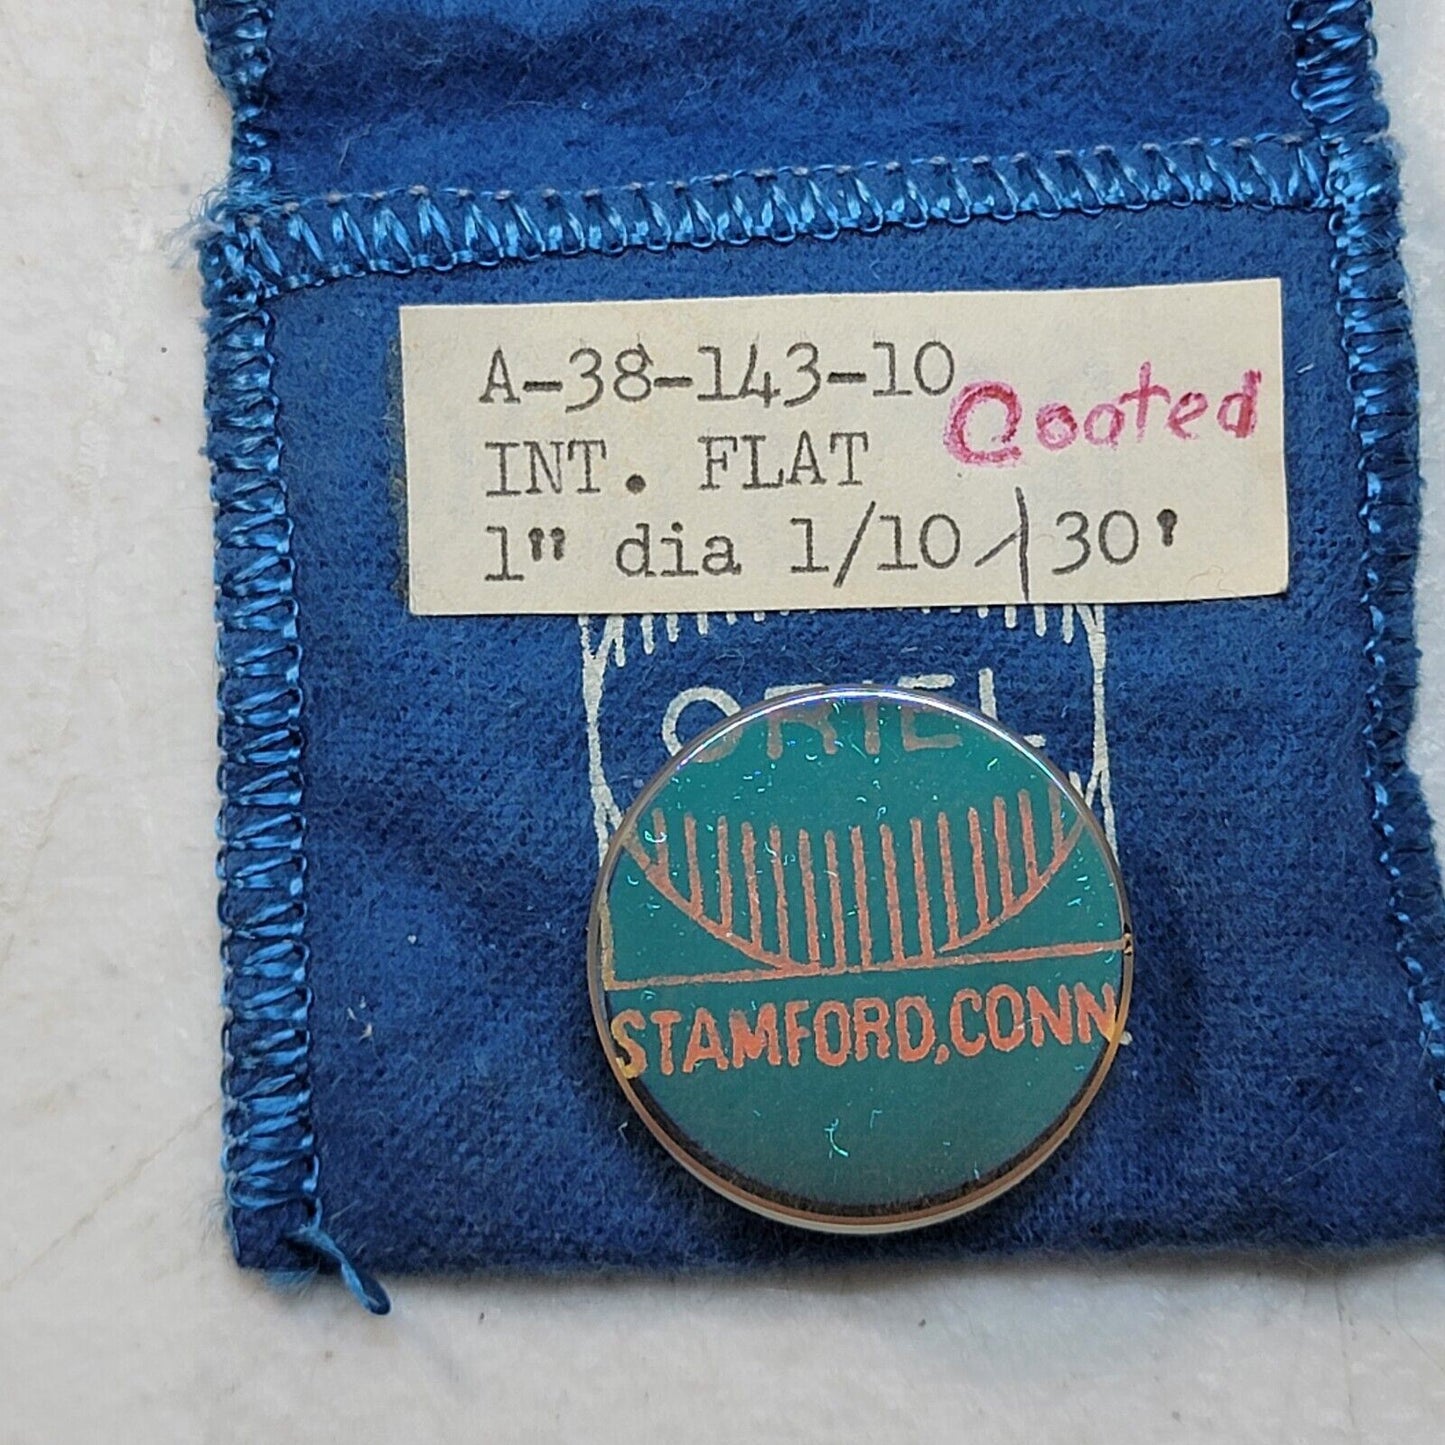 A-38-143-10 Coated
INT. FLAT
1" dia 1/10 λ 30'
ORIEL
STAMFORD, CONN.